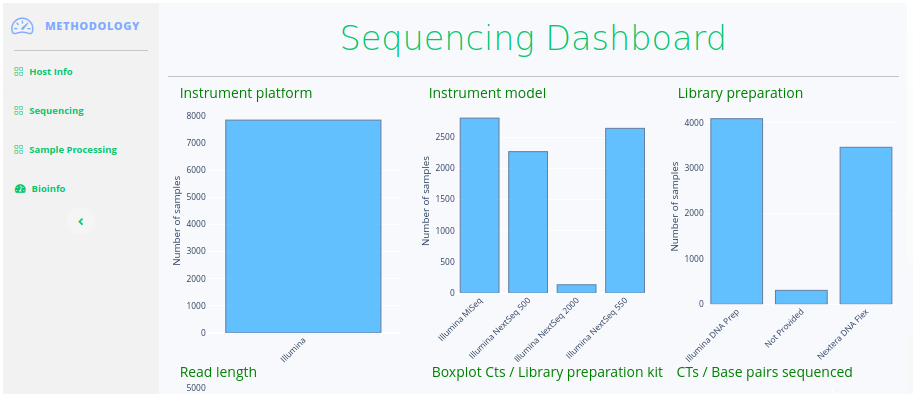 METHODOLOGY
Host Info
Sequencing
Sample Processing
Bioinfo
Sequencing Dashboard
Instrument platform
Number of samples
8000
7000
6000
5000
4000
3000
2000
1000
0
Illumina
Instrument model
Number of samples
2500
2000
1500
1000
500
0
Illumina MiSeq
Illumina NextSeq 500
Illumina NextSeq 2000
Illumina NextSeq 550
Library preparation
Number of samples
4000
3000
2000
1000
0
Illumina DNA Prep
Not Provided
Nextera DNA Flex
Read length
5000
Boxplot Cts / Library preparation kit
CTs / Base pairs sequenced